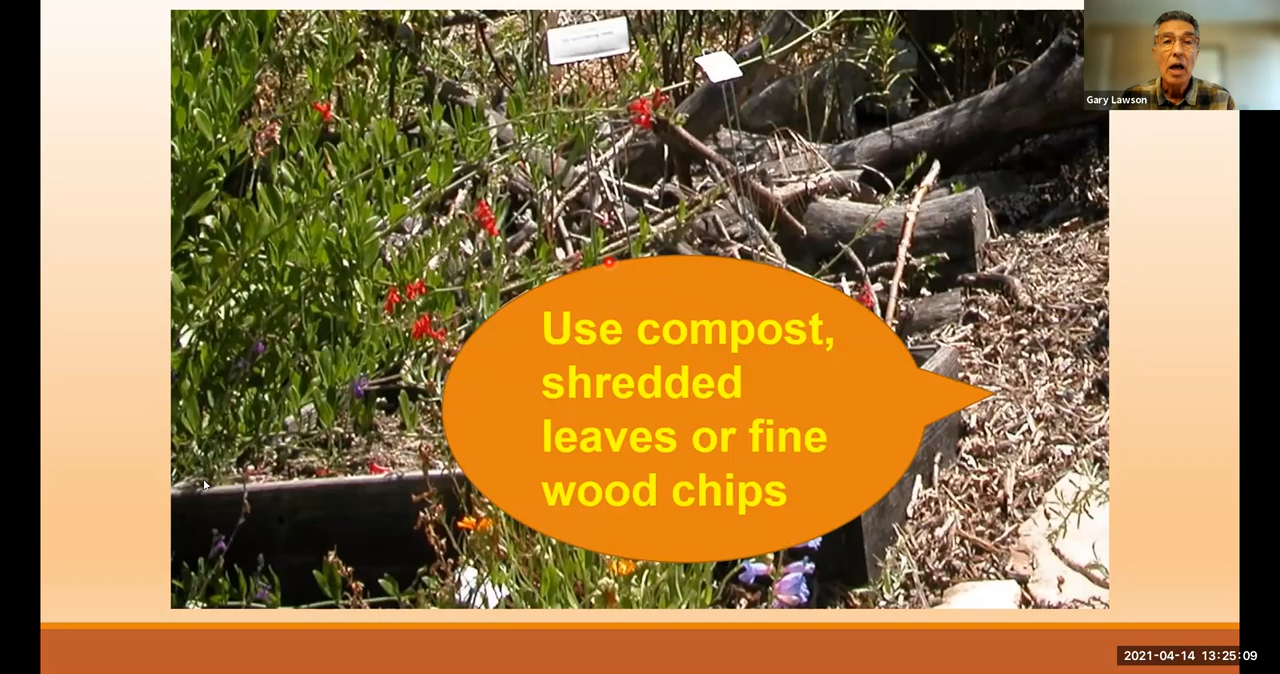 Gary Lawson
Use compost,
shredded
leaves or fine
wood chips
2021-04-14 13:25:09